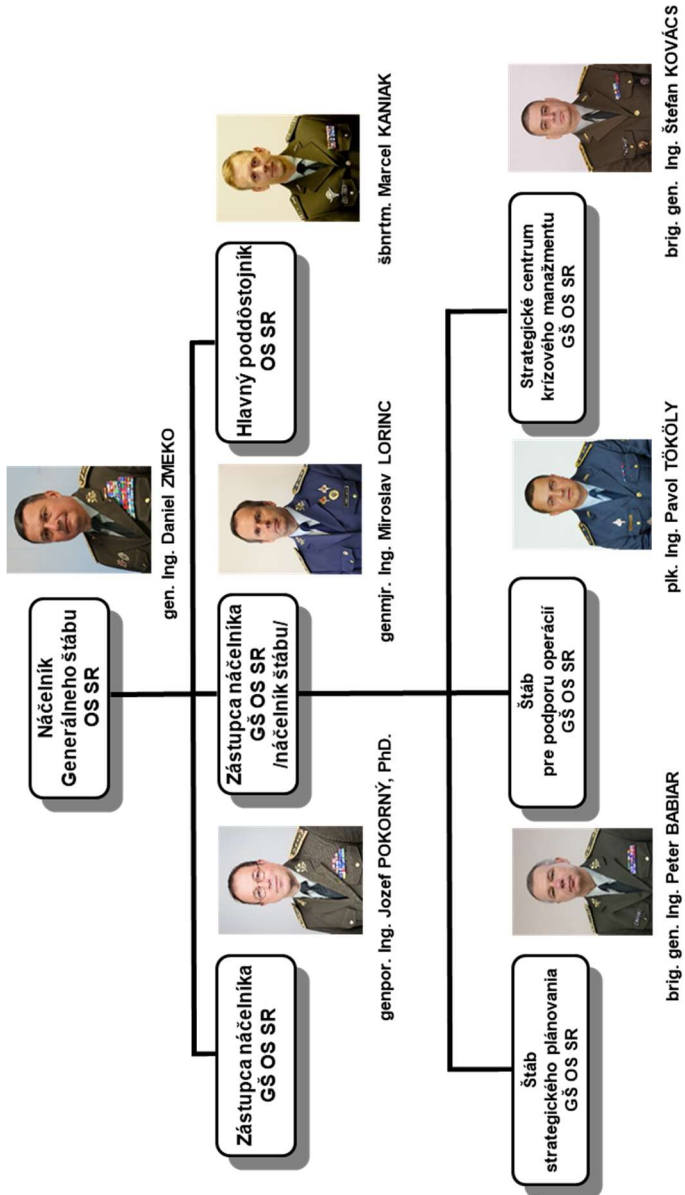 Náčelník
Generálneho štábu
OS SR
gen. Ing. Daniel ZMEKO
Zástupca náčelníka
GŠ OS SR
genpor. Ing. Jozef POKORNÝ, PhD.
Zástupca náčelníka
GŠ OS SR
/náčelník štábu/
genmjr. Ing. Miroslav LORINC
Hlavný poddôstojník
OS SR
šbnrtm. Marcel KANIAK
Štáb
strategického plánovania
GŠ OS SR
brig. gen. Ing. Peter BABIAR
Štáb
pre podporu operácií
GŠ OS SR
plk. Ing. Pavol TÖKÖLY
Strategické centrum
krízového manažmentu
GŠ OS SR
brig. gen. Ing. Štefan KOVÁCS